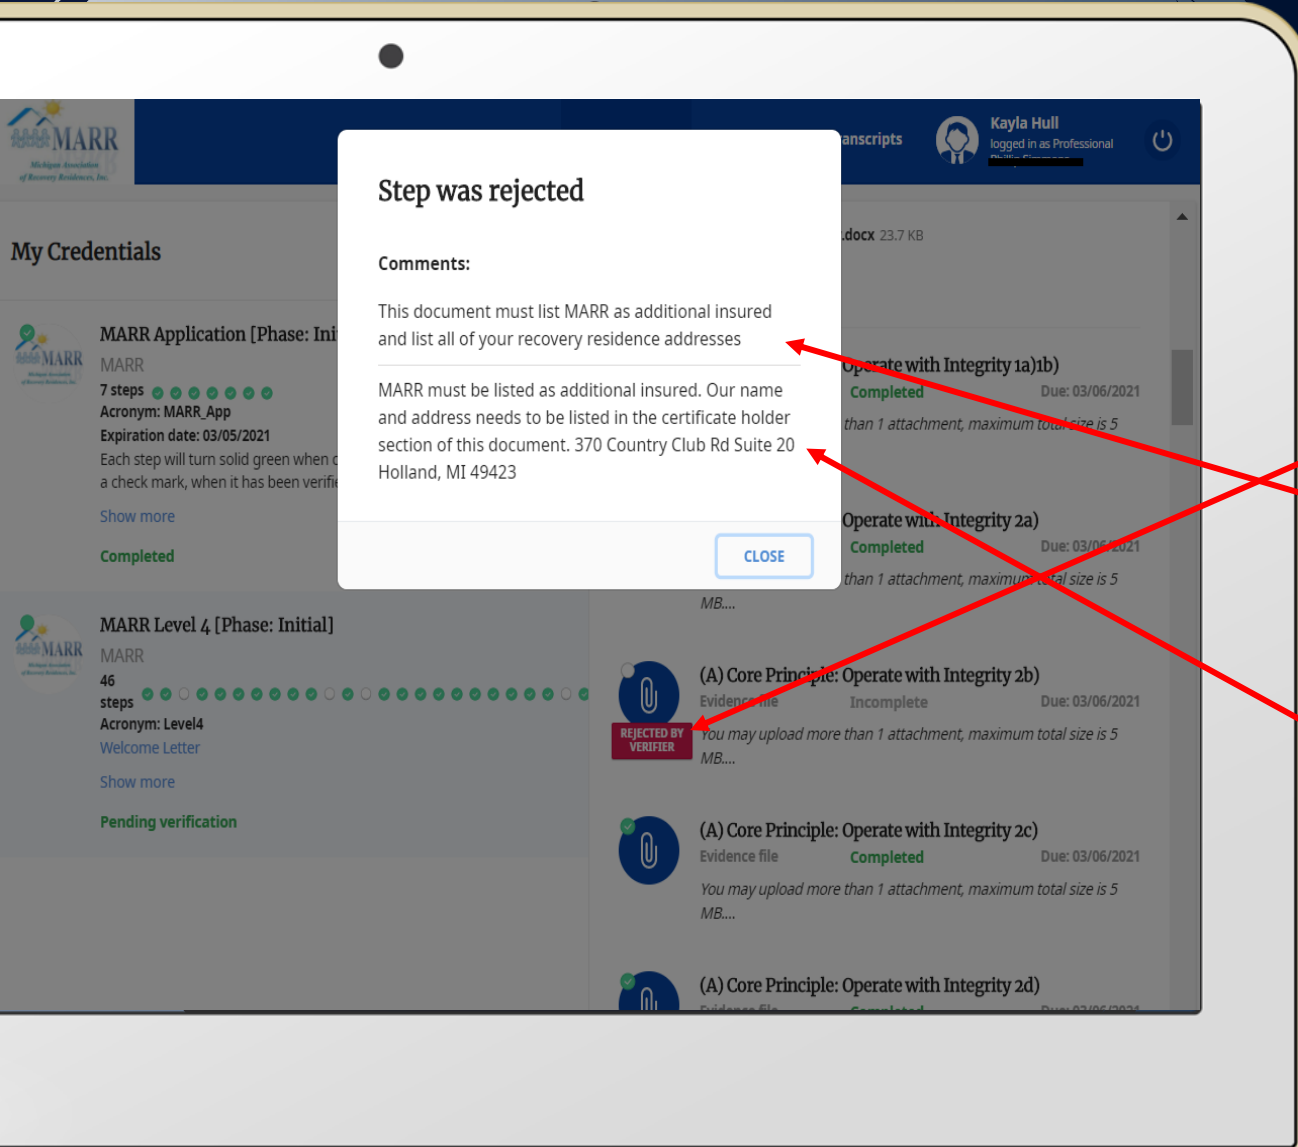 MARR
Michigan Association
of Recovery Residences, Inc.
anscripts
Kayla Hull
logged in as Professional
My Credentials
MARR Application [Phase: Ini
MARR
7 steps
Acronym: MARR_App
Expiration date: 03/05/2021
Each step will turn solid green when c
a check mark, when it has been verifie
Show more
Completed
MARR Level 4 [Phase: Initial]
MARR
46
steps
Acronym: Level4
Welcome Letter
Show more
Pending verification
Step was rejected
Comments:
This document must list MARR as additional insured
and list all of your recovery residence addresses
MARR must be listed as additional insured. Our name
and address needs to be listed in the certificate holder
section of this document. 370 Country Club Rd Suite 20
Holland, MI 49423
CLOSE
.docx 23.7 KB
Operate with Integrity 1a)1b)
Completed Due: 03/06/2021
than 1 attachment, maximum total size is 5
Operate with Integrity 2a)
Completed Due: 03/06/2021
than 1 attachment, maximum total size is 5
MB....
(A) Core Principle: Operate with Integrity 2b)
Evidence file Incomplete Due: 03/06/2021
REJECTED BY
VERIFIER
You may upload more than 1 attachment, maximum total size is 5
MB....
(A) Core Principle: Operate with Integrity 2c)
Evidence file Completed Due: 03/06/2021
You may upload more than 1 attachment, maximum total size is 5
MB....
(A) Core Principle: Operate with Integrity 2d)
Evidence file Completed Due: 03/06/2021